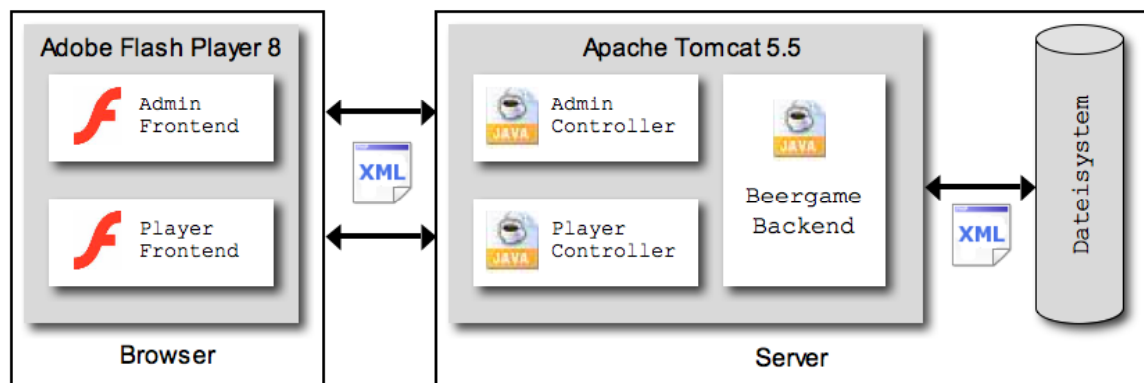 Adobe Flash Player 8
Admin
Frontend
Player
Frontend
Browser
XML
Apache Tomcat 5.5
JAVA
Admin
Controller
JAVA
Player
Controller
JAVA
Beergame
Backend
Server
XML
Dateisystem